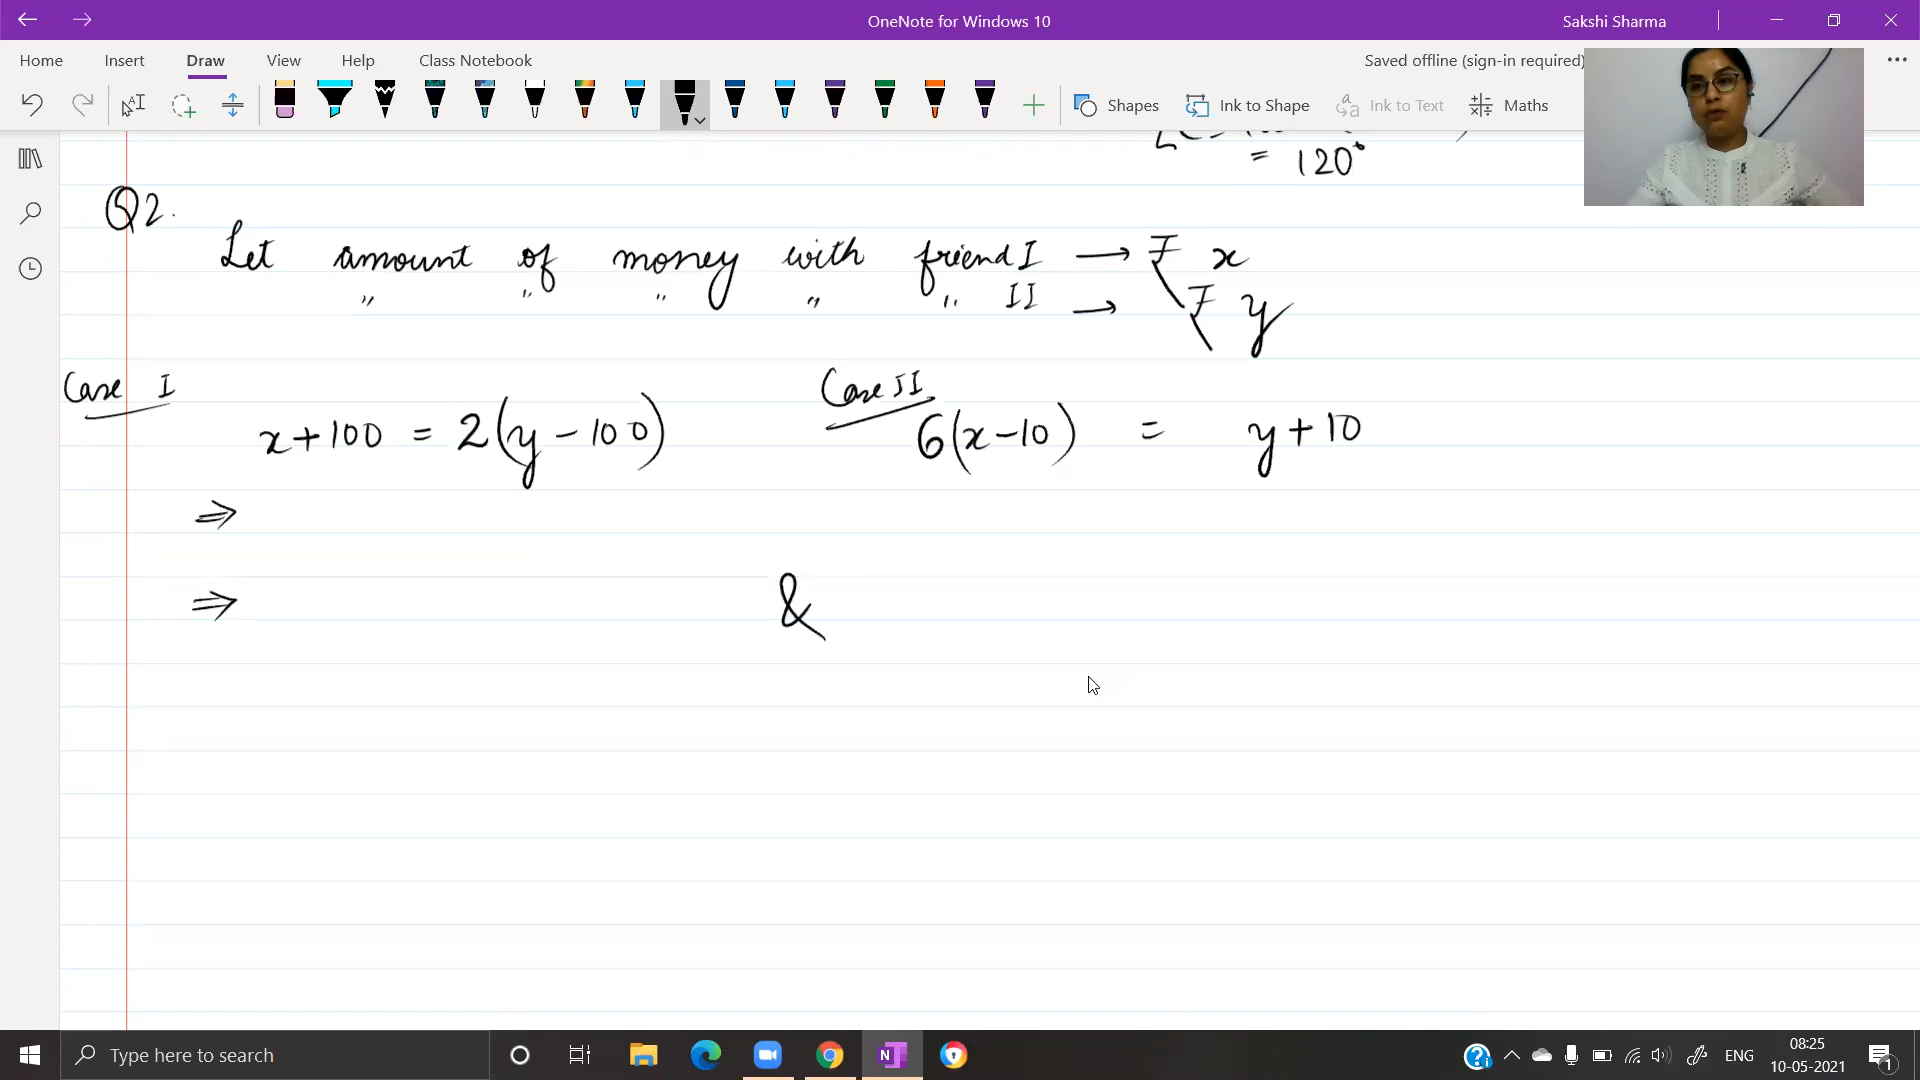 OneNote for Windows 10
Sakshi Sharma
Home Insert Draw View Help Class Notebook
Saved offline (sign-in required)
Shapes Ink to Shape Ink to Text Maths
= 120°
Q2.
Let amount of money with friend I → ₹ x
" " " " " II → ₹ y
Case I
Case II
x+100 = 2(y-100)
6(x-10) = y+10
⇒
⇒ &
Type here to search
ENG
08:25
10-05-2021
1